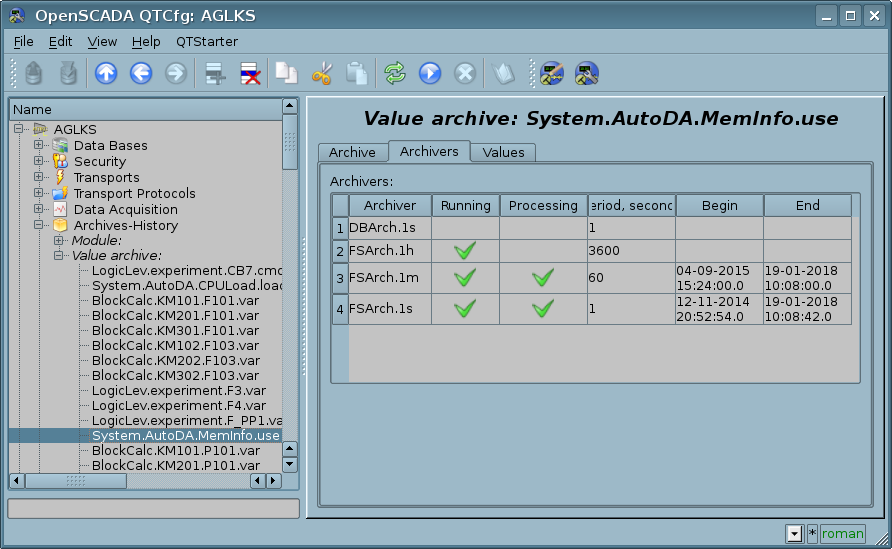 OpenSCADA QTCfg: AGLKS
File Edit View Help QTStarter
Name
AGLKS
Data Bases
Security
Transports
Transport Protocols
Data Acquisition
Archives-History
Module:
Value archive:
LogicLev.experiment.CB7.cmd
System.AutoDA.CPULoad.load
BlockCalc.KM101.F101.var
BlockCalc.KM201.F101.var
BlockCalc.KM301.F101.var
BlockCalc.KM102.F103.var
BlockCalc.KM202.F103.var
BlockCalc.KM302.F103.var
LogicLev.experiment.F3.var
LogicLev.experiment.F4.var
LogicLev.experiment.F_PP1.va
System.AutoDA.MemInfo.use
BlockCalc.KM101.P101.var
BlockCalc.KM201.P101.var
Value archive: System.AutoDA.MemInfo.use
Archive Archivers Values
Archivers:
Archiver Running Processing eriod, second Begin End
1 DBArch.1s 1
2 FSArch.1h 3600
3 FSArch.1m 60 04-09-2015 15:24:00.0 19-01-2018 10:08:00.0
4 FSArch.1s 1 12-11-2014 20:52:54.0 19-01-2018 10:08:42.0
* roman